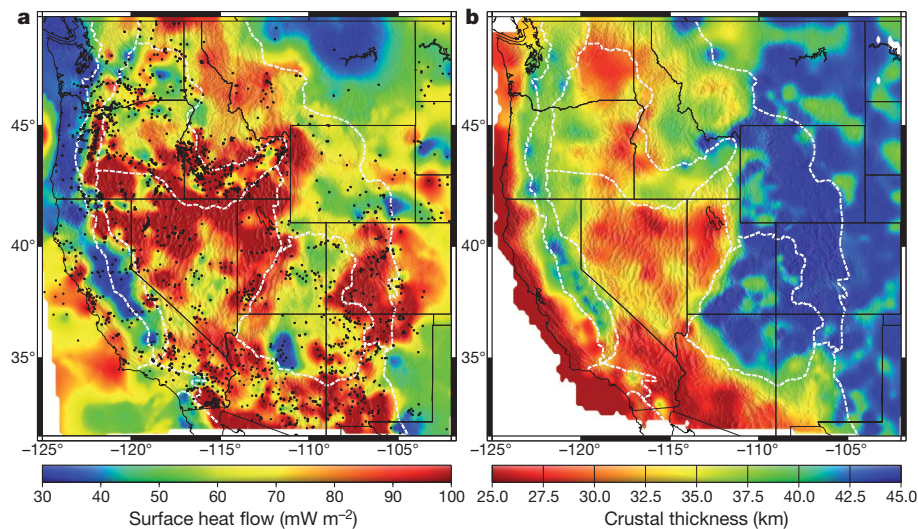 a
b
45°
40°
35°
45°
40°
35°
−125° −120° −115° −110° −105°
−125° −120° −115° −110° −105°
30 40 50 60 70 80 90 100
Surface heat flow (mW m−2)
25.0 27.5 30.0 32.5 35.0 37.5 40.0 42.5 45.0
Crustal thickness (km)